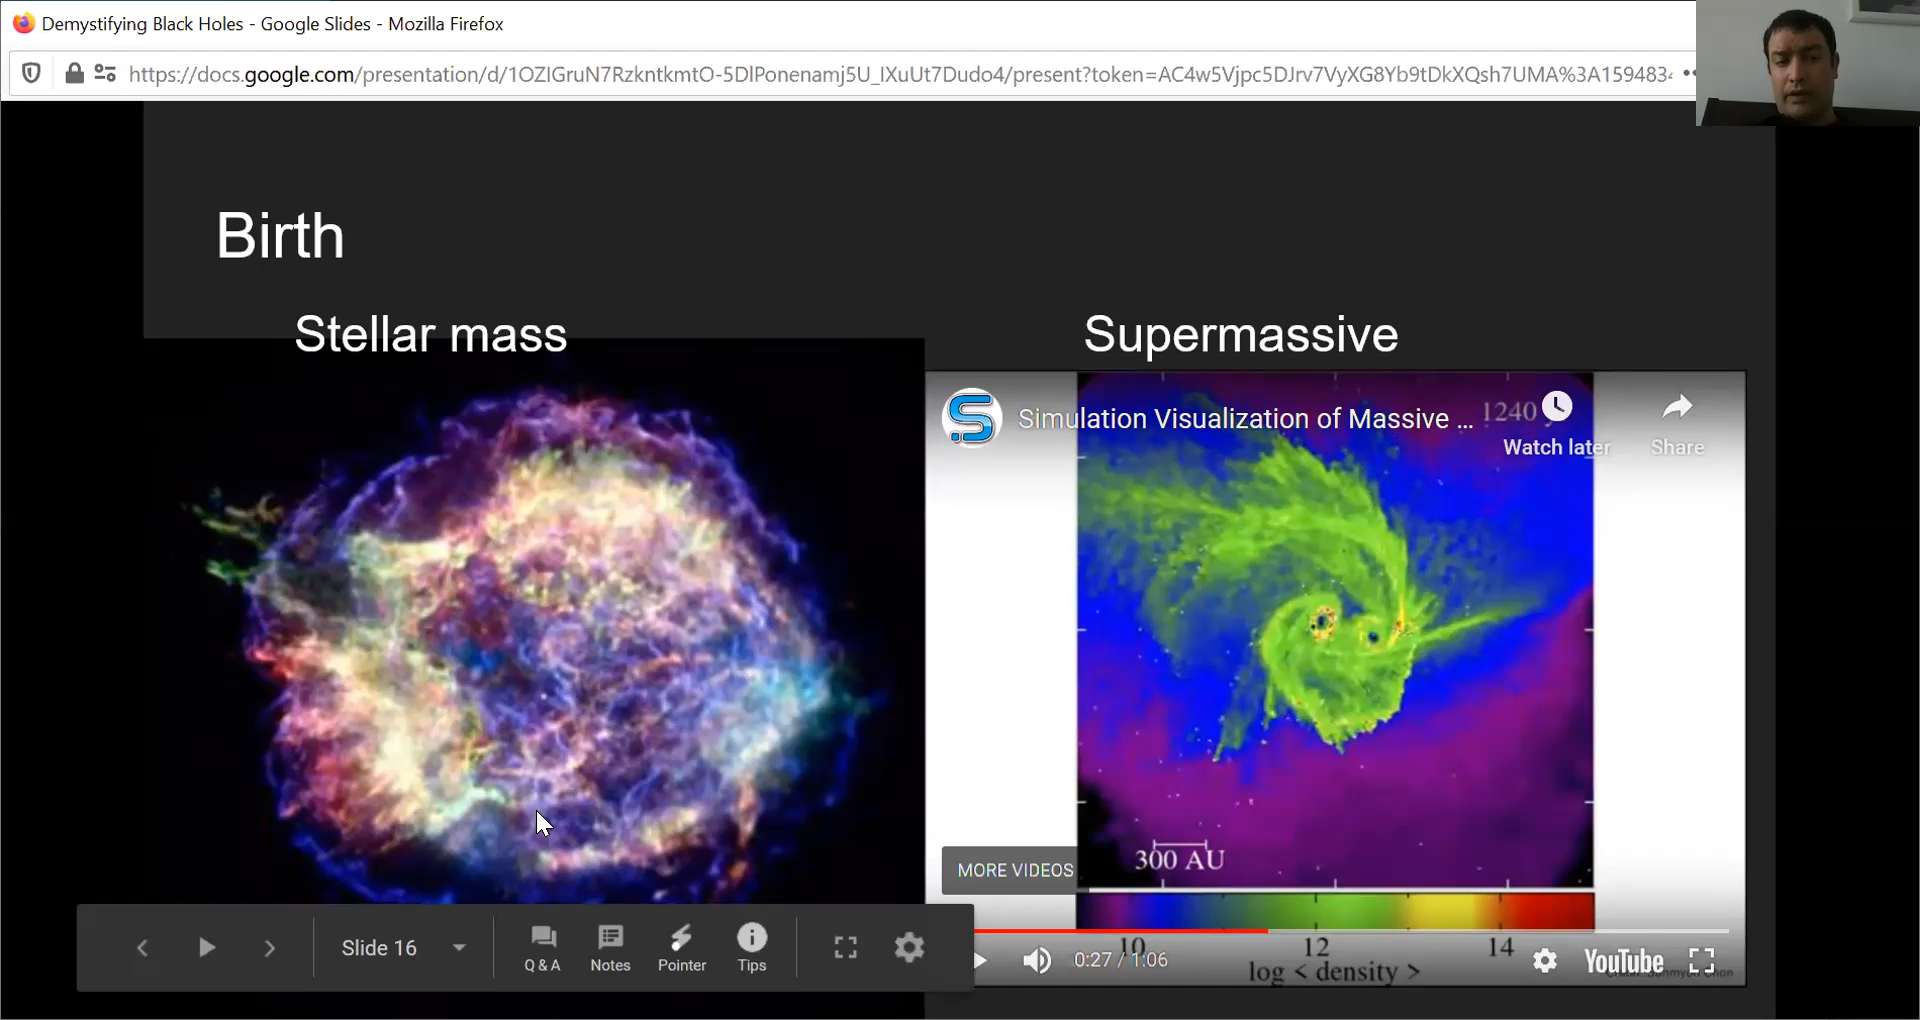 Demystifying Black Holes - Google Slides - Mozilla Firefox
https://docs.google.com/presentation/d/1OZIGruN7RzkntkmtO-5DlPonenamj5U_IXuUt7Dudo4/present?token=AC4w5Vjpc5DJrv7VyXG8Yb9tDkXQsh7UMA%3A159483
Birth
Stellar mass
Supermassive
Simulation Visualization of Massive ...
1240
Watch later
Share
300 AU
MORE VIDEOS
Slide 16
Q & A
Notes
Pointer
Tips
0:27 / 1:06
10
12
14
log < density >
YouTube